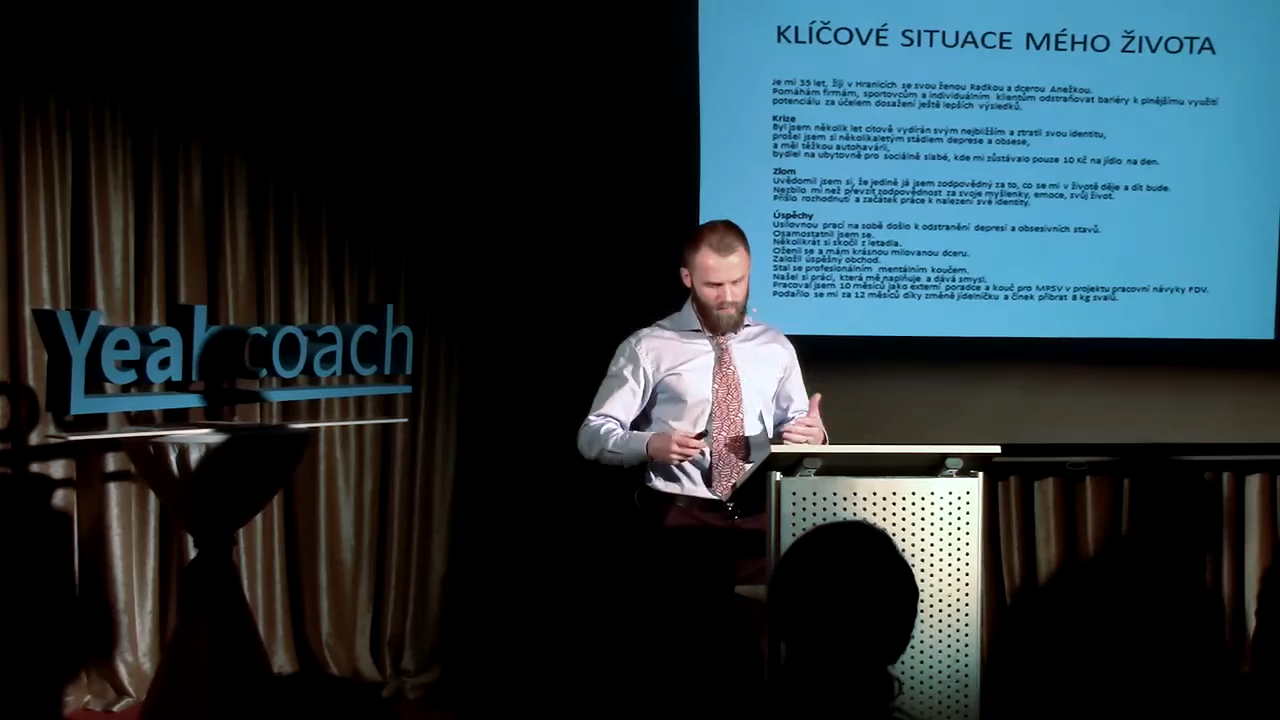 KLÍČOVÉ SITUACE MÉHO ŽIVOTA
Je mi 35 let, žiji v Hranicích se svou ženou Radkou a dcerou Anežkou.
Pomáhám firmám, sportovcům a individuálním klientům odstraňovat bariéry k plnějšímu využití
potenciálu za účelem dosažení ještě lepších výsledků.
Krize
Byl jsem několik let citově vydírán svým nejbližším a ztratil svou identitu,
prošel jsem si několikaletým stádiem deprese a obsese,
a měl těžkou autohavárii,
bydlel na ubytovně pro sociálně slabé, kde mi zůstávalo pouze 10 Kč na jídlo na den.
Zlom
Uvědomil jsem si, že jedině já jsem zodpovědný za to, co se mi v životě děje a dít bude.
Nezbylo mi než převzít zodpovědnost za svoje myšlenky, emoce, svůj život.
Přišlo rozhodnutí a začátek práce k nalezení své identity.
Úspěchy
Usilovnou prací na sobě došlo k odstranění depresí a obsesivních stavů.
Osamostatnil jsem se.
Několikrát si skočil z letadla.
Oženil se a mám krásnou milovanou dceru.
Založil úspěšný obchod.
Stal se profesionálním mentálním koučem.
Našel si práci, která mě naplňuje a dává smysl.
Pracoval jsem 10 měsíců jako externí poradce a kouč pro MPSV v projektu pracovní návyky PDV.
Podařilo se mi za 12 měsíců díky změně jídelníčku a činek přibrat 8 kg svalů.
Yeah coach